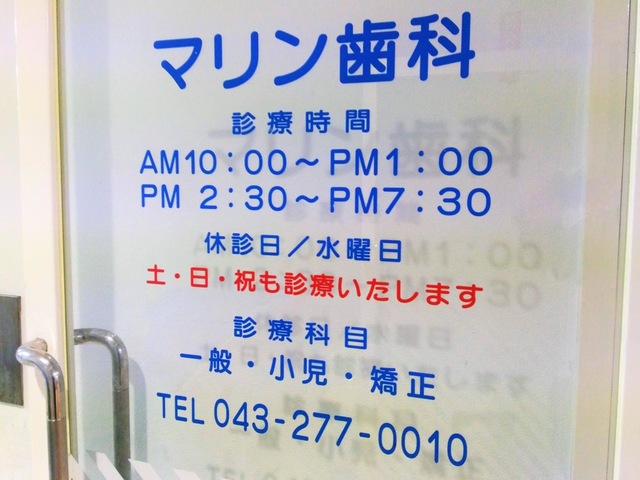 マリン歯科
診療時間
AM10：00～PM1：00
PM 2：30～PM7：30
休診日／水曜日
土・日・祝も診療いたします
診療科目
一般・小児・矯正
TEL 043-277-0010